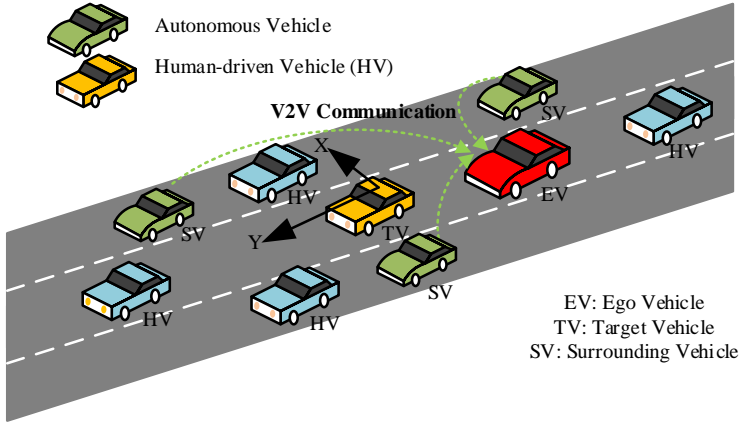 Autonomous Vehicle
Human-driven Vehicle (HV)
V2V Communication
SV
HV
X
HV
EV
SV
Y
TV
SV
HV
HV
EV: Ego Vehicle
TV: Target Vehicle
SV: Surrounding Vehicle